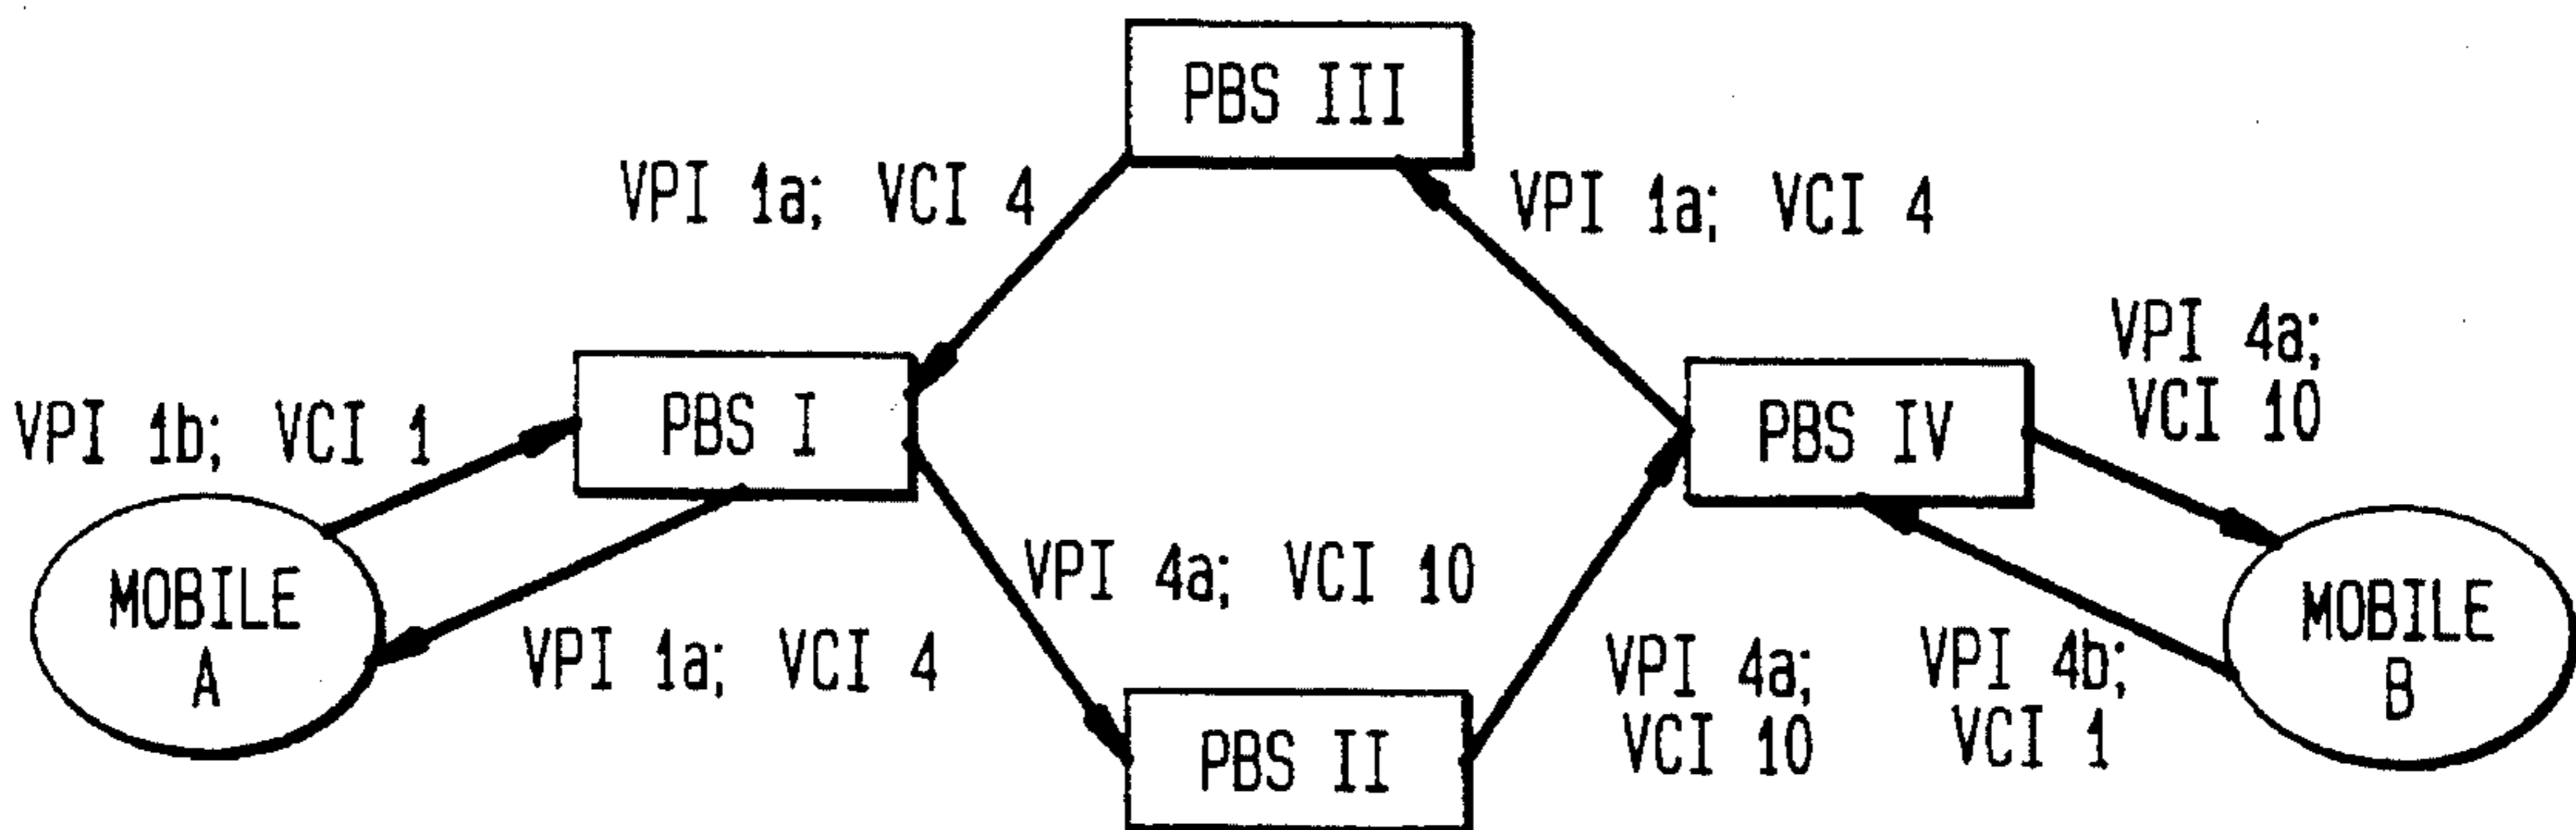 PBS III
VPI 1a; VCI 4
VPI 1a; VCI 4
VPI 4a;
VCI 10
PBS I
PBS IV
VPI 1b; VCI 1
MOBILE
A
VPI 4a; VCI 10
VPI 1a; VCI 4
VPI 4a;
VCI 10
VPI 4b;
VCI 1
MOBILE
B
PBS II